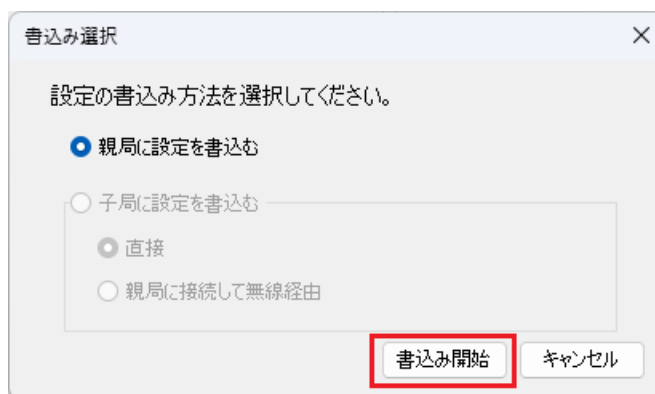 書込み選択
設定の書込み方法を選択してください。
親局に設定を書込む
子局に設定を書込む
直接
親局に接続して無線経由
書込み開始 キャンセル